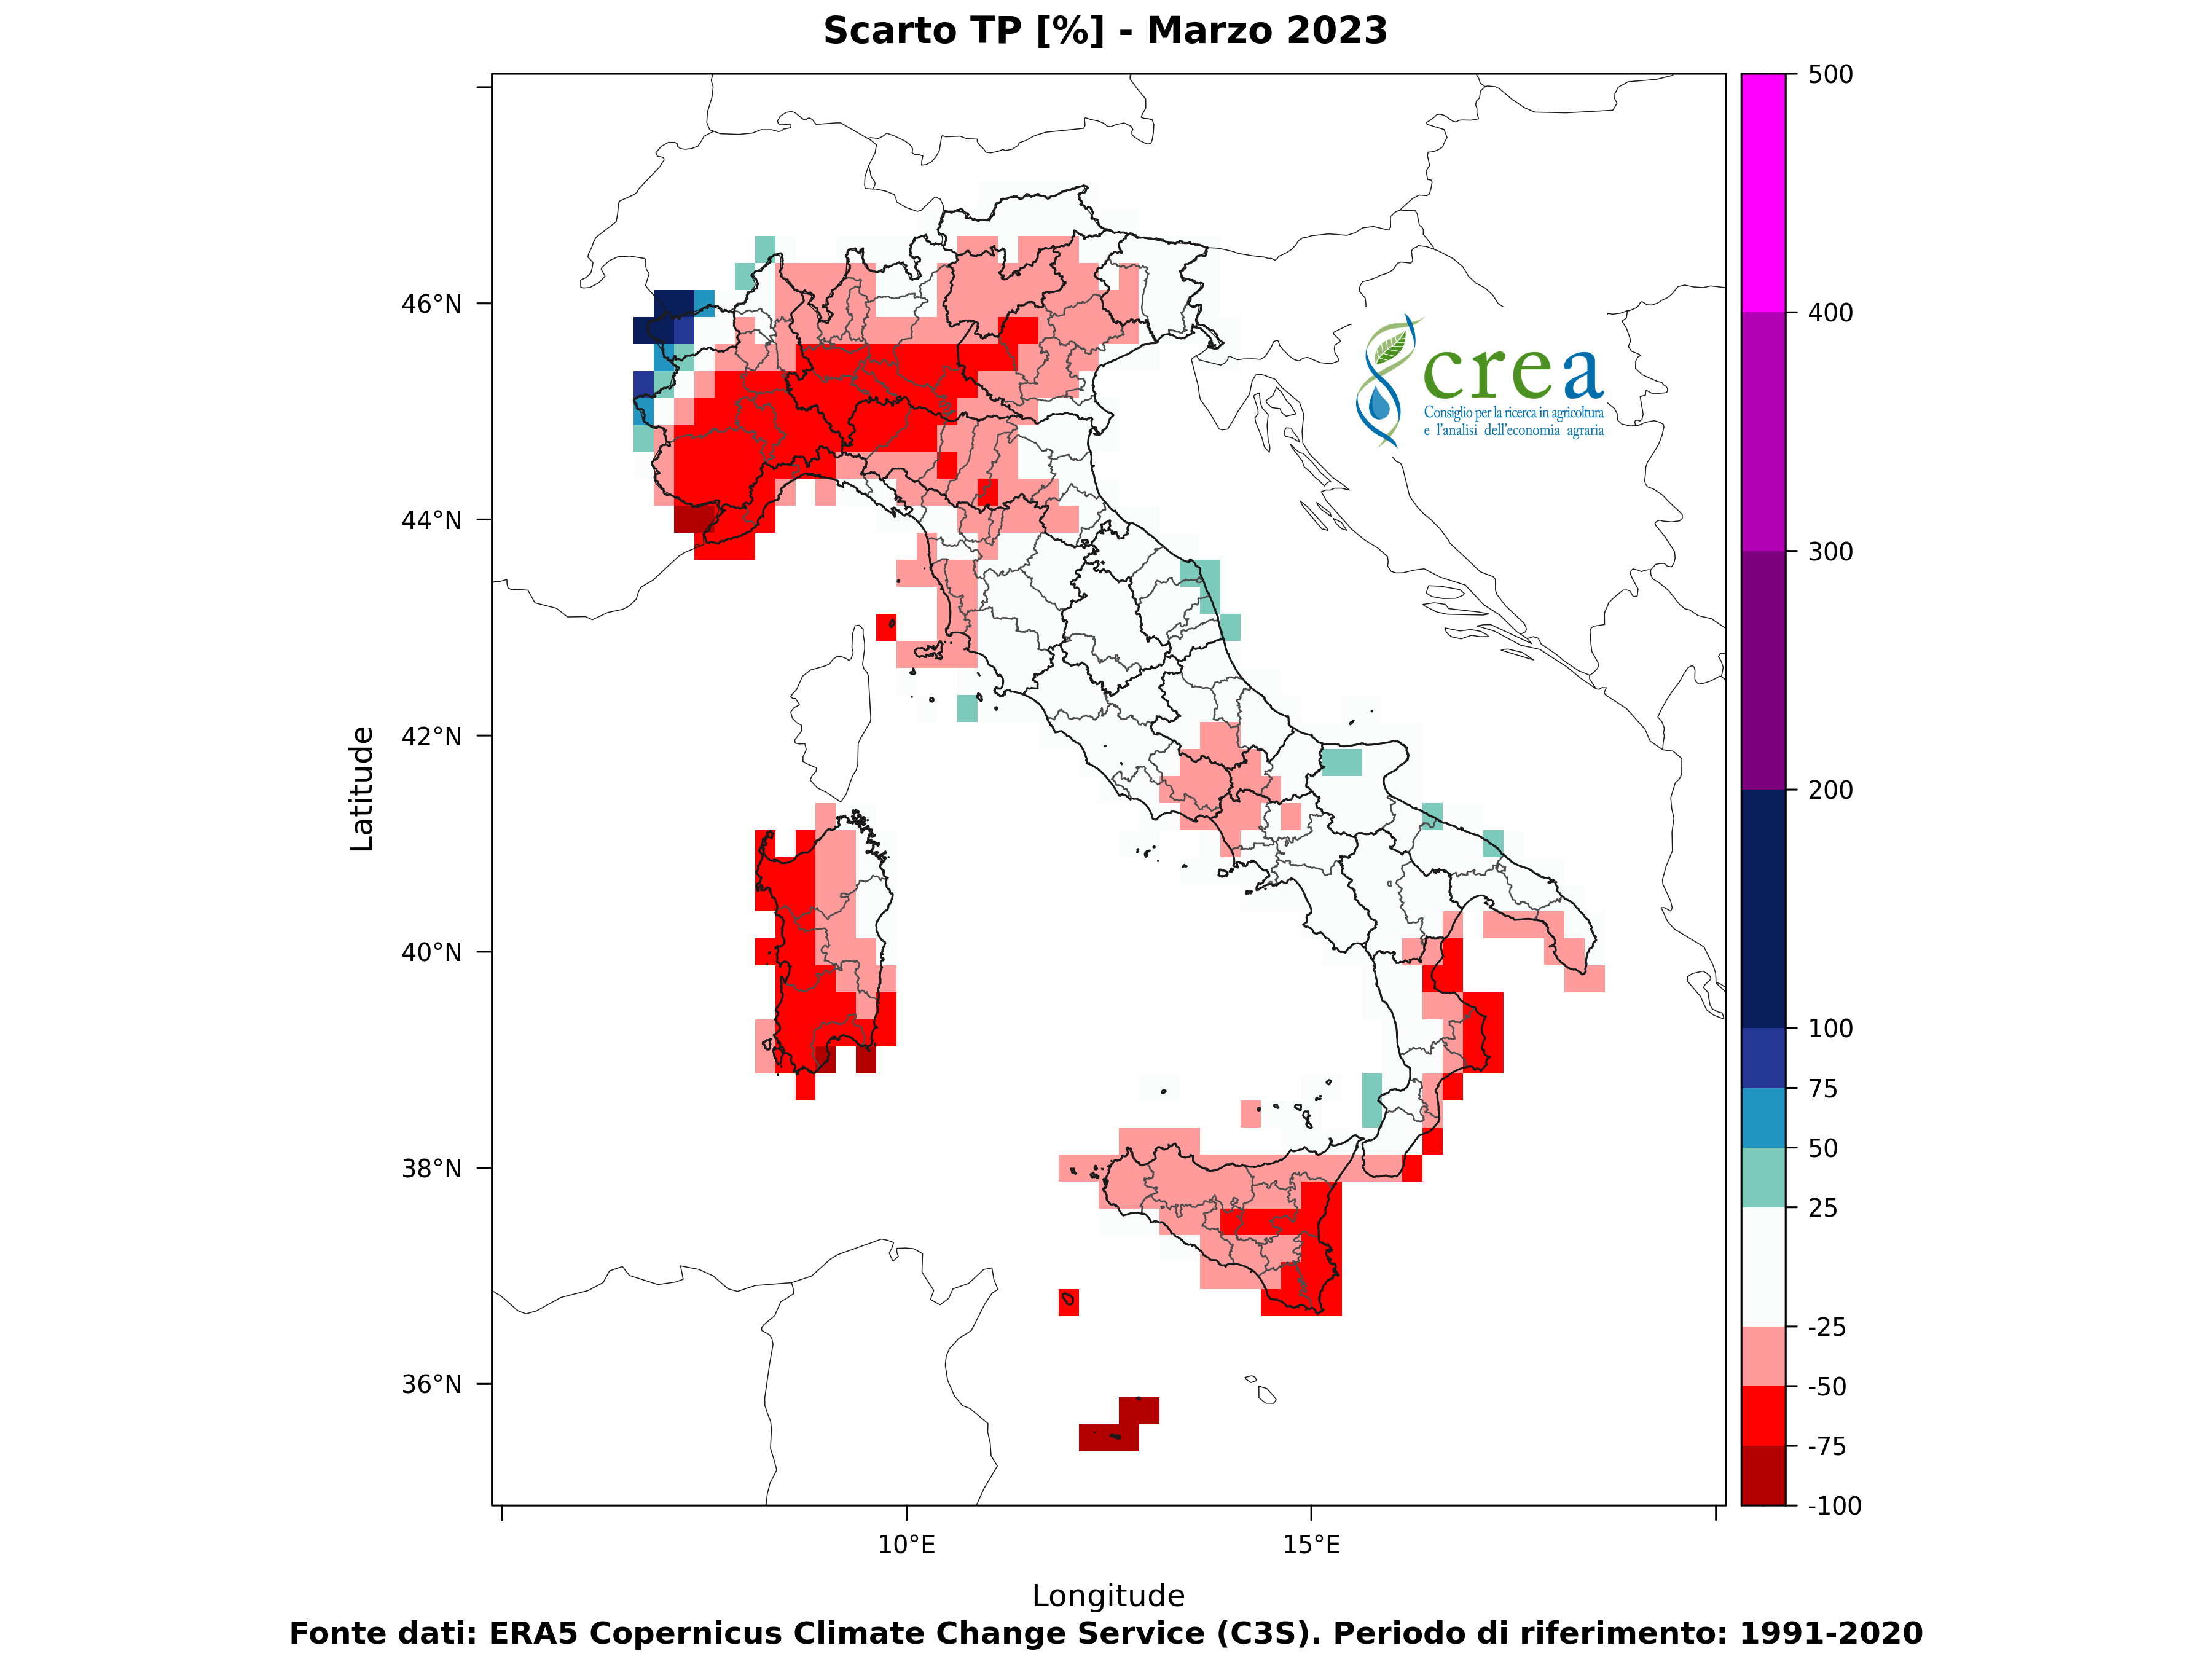 Scarto TP [%] - Marzo 2023
500
400
300
200
100
75
50
25
-25
-50
-75
-100
46°N
44°N
42°N
40°N
38°N
36°N
Latitude
crea
Consiglio per la ricerca in agricoltura
e l'analisi dell'economia agraria
10°E 15°E
Longitude
Fonte dati: ERA5 Copernicus Climate Change Service (C3S). Periodo di riferimento: 1991-2020